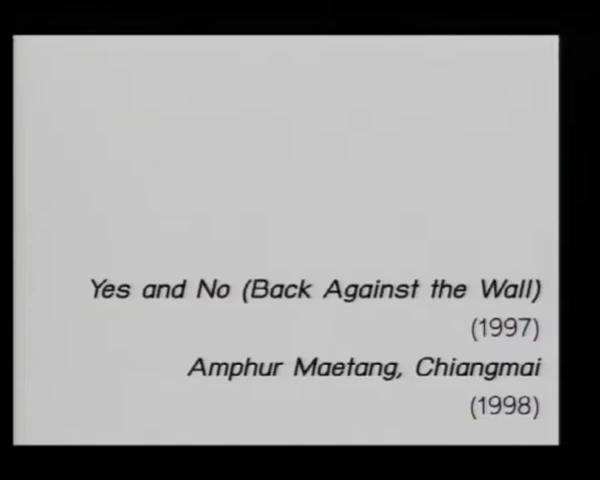 Yes and No (Back Against the Wall)
(1997)
Amphur Maetang, Chiangmai
(1998)